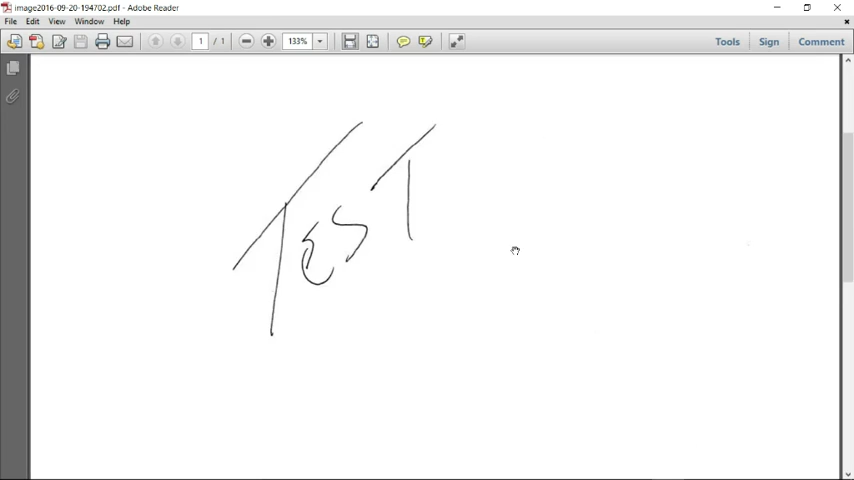 image2016-09-20-194702.pdf - Adobe Reader
File Edit View Window Help
1 / 1 133% Tools Sign Comment
TesT